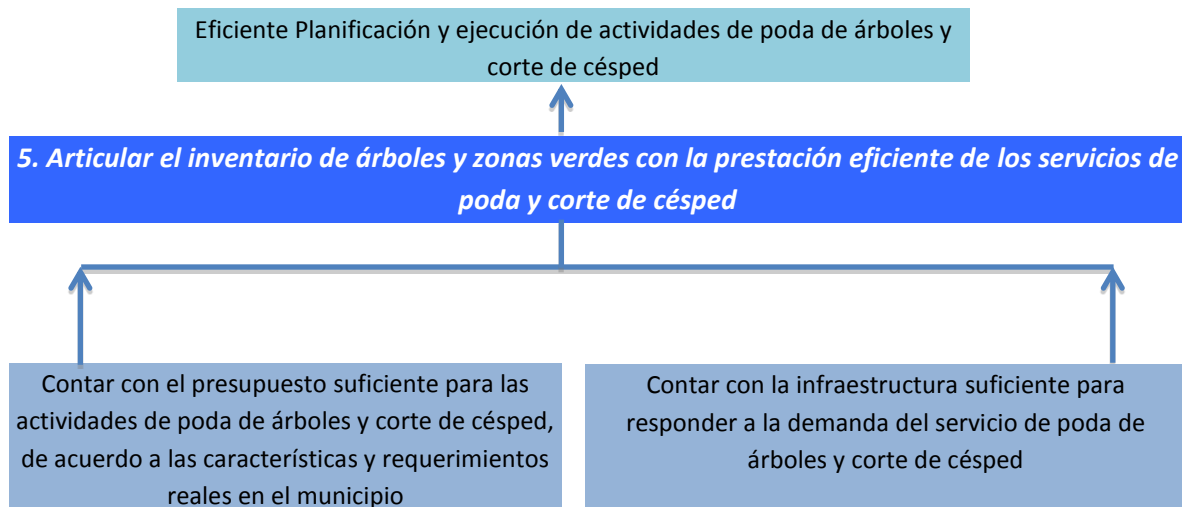 Eficiente Planificación y ejecución de actividades de poda de árboles y
corte de césped
5. Articular el inventario de árboles y zonas verdes con la prestación eficiente de los servicios de
poda y corte de césped
Contar con el presupuesto suficiente para las
actividades de poda de árboles y corte de césped,
de acuerdo a las características y requerimientos
reales en el municipio
Contar con la infraestructura suficiente para
responder a la demanda del servicio de poda de
árboles y corte de césped